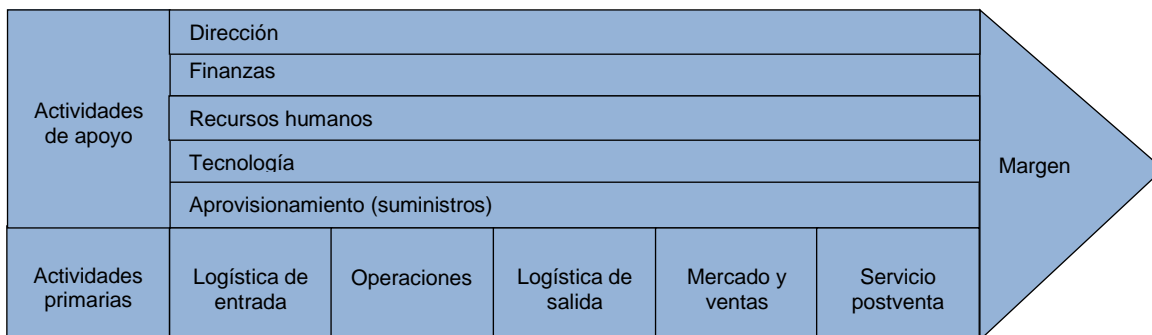 Dirección
Finanzas
Actividades
de apoyo
Recursos humanos
Tecnología
Aprovisionamiento (suministros)
Margen
Actividades
primarias
Logística de
entrada
Operaciones
Logística de
salida
Mercado y
ventas
Servicio
postventa